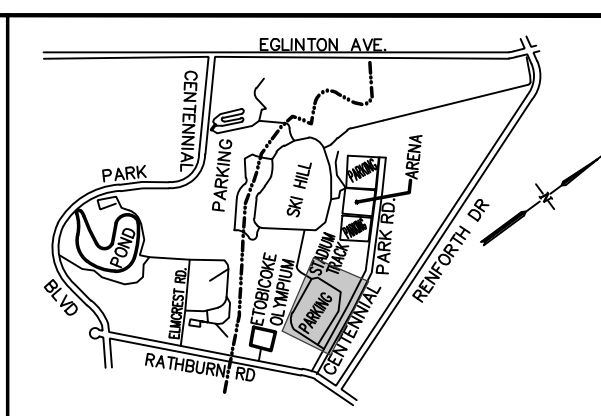 EGLINTON AVE.
CENTENNIAL
PARK
BLVD
PARKING
SKI HILL
PARKING
ARENA
PARKING
POND
ELMCREST RD.
ETOBICOKE
OLYMPIUM
STADIUM
TRACK
PARKING
CENTENNIAL PARK RD.
RENFORTH DR
N
RATHBURN RD